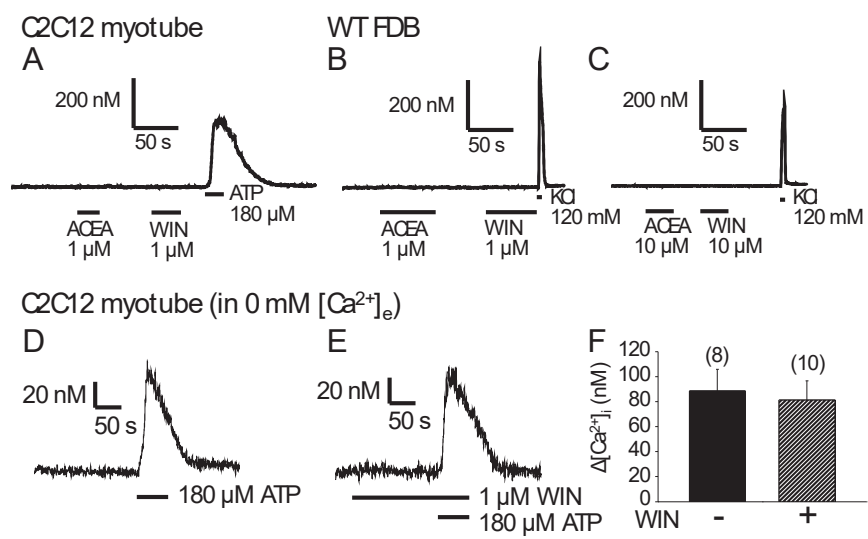 C2C12 myotube
WT FDB
A
B
C
200 nM
50 s
200 nM
50 s
200 nM
50 s
ATP
180 µM
ACEA
1 µM
WIN
1 µM
KCl
120 mM
ACEA
1 µM
WIN
1 µM
KCl
120 mM
ACEA
10 µM
WIN
10 µM
C2C12 myotube (in 0 mM [Ca²⁺]ₑ)
D
E
F
20 nM
50 s
180 µM ATP
20 nM
50 s
1 µM WIN
180 µM ATP
Δ[Ca²⁺]ᵢ (nM)
120
100
80
60
40
20
0
(8)
(10)
WIN - +